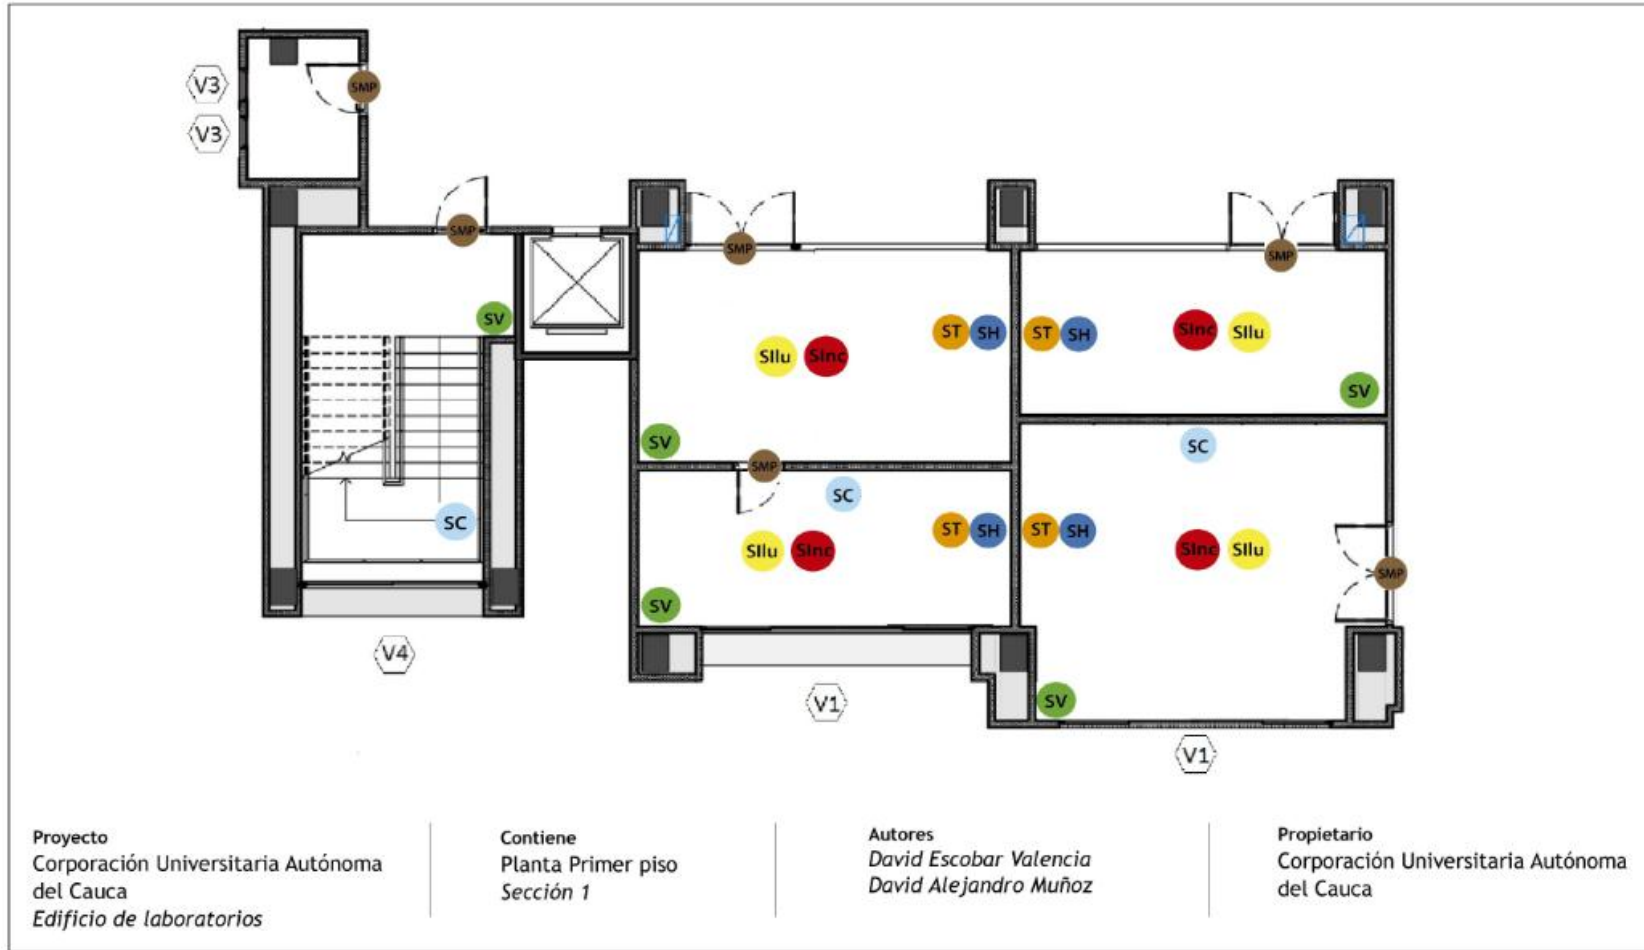 V3
SMP
V3
SMP
SMP
SMP
SV
ST
SH
ST
SH
SInc
SIlu
SIlu
SInc
SV
SV
SC
SMP
SC
SC
ST
SH
ST
SH
SIlu
SInc
SInc
SIlu
SMP
SV
V4
SV
V1
V1
Proyecto
Corporación Universitaria Autónoma
del Cauca
Edificio de laboratorios
Contiene
Planta Primer piso
Sección 1
Autores
David Escobar Valencia
David Alejandro Muñoz
Propietario
Corporación Universitaria Autónoma
del Cauca